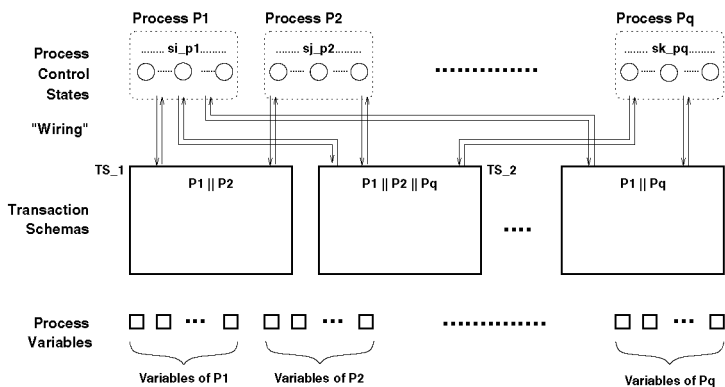 Process P1 Process P2 Process Pq
Process
Control
States
........ si_p1.........
........ sj_p2.........
........ sk_pq.........
"Wiring"
TS_1
TS_2
Transaction
Schemas
P1 || P2
P1 || P2 || Pq
P1 || Pq
Process
Variables
Variables of P1
Variables of P2
Variables of Pq